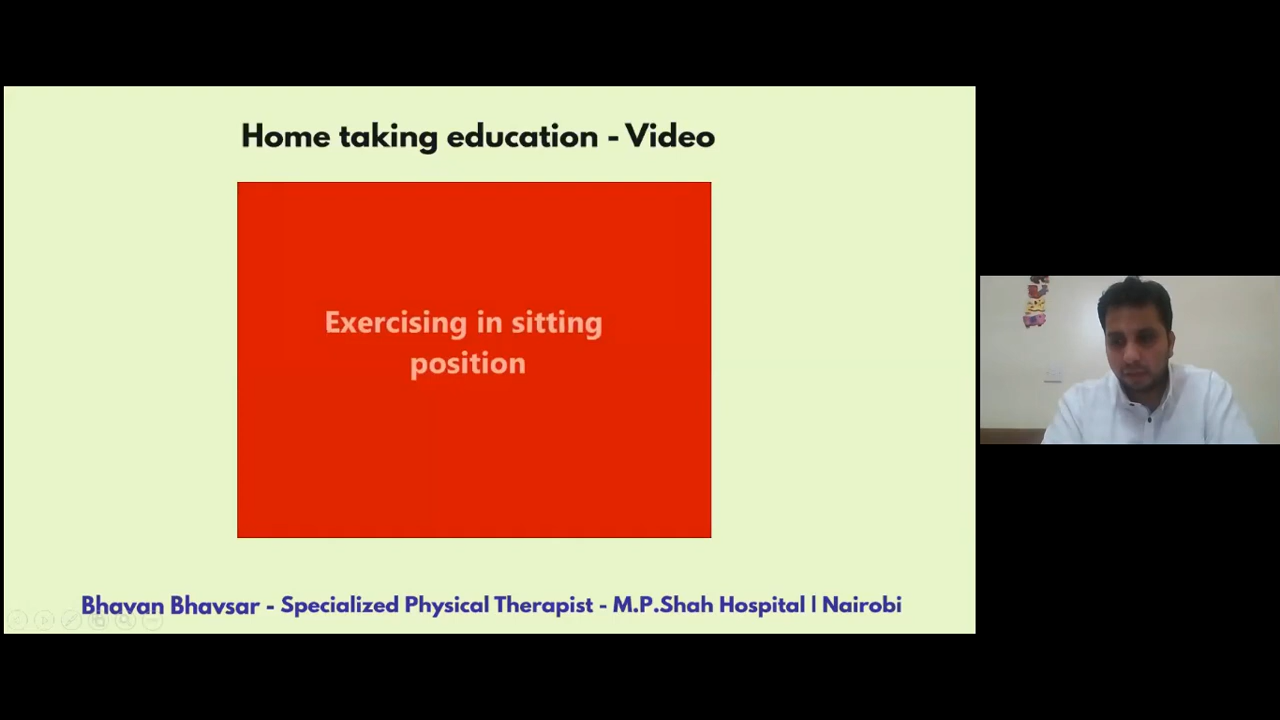 Home taking education - Video
Exercising in sitting
position
Bhavan Bhavsar - Specialized Physical Therapist - M.P.Shah Hospital | Nairobi